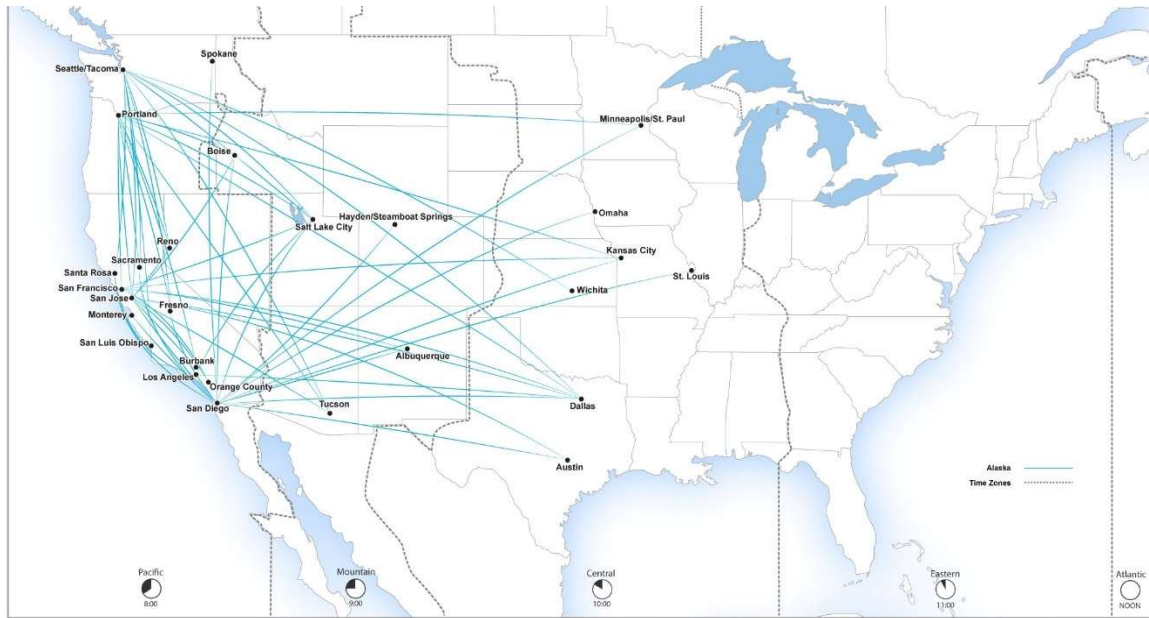 Spokane
Seattle/Tacoma
Portland
Minneapolis/St. Paul
Boise
Omaha
Hayden/Steamboat Springs
Salt Lake City
Reno
Kansas City
Sacramento
Santa Rosa
St. Louis
San Francisco
Wichita
San Jose
Fresno
Monterey
San Luis Obispo
Albuquerque
Burbank
Los Angeles
Orange County
Tucson
San Diego
Dallas
Austin
Alaska
Time Zones
Pacific
8:00
Mountain
9:00
Central
10:00
Eastern
11:00
Atlantic
NOON